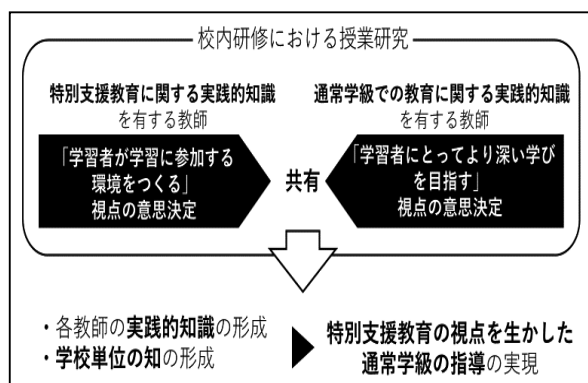 校内研修における授業研究
特別支援教育に関する実践的知識
を有する教師
「学習者が学習に参加する
環境をつくる」
視点の意思決定
共有
通常学級での教育に関する実践的知識
を有する教師
「学習者にとってより深い学び
を目指す」
視点の意思決定
・各教師の実践的知識の形成
・学校単位の知の形成
特別支援教育の視点を生かした
通常学級の指導の実現